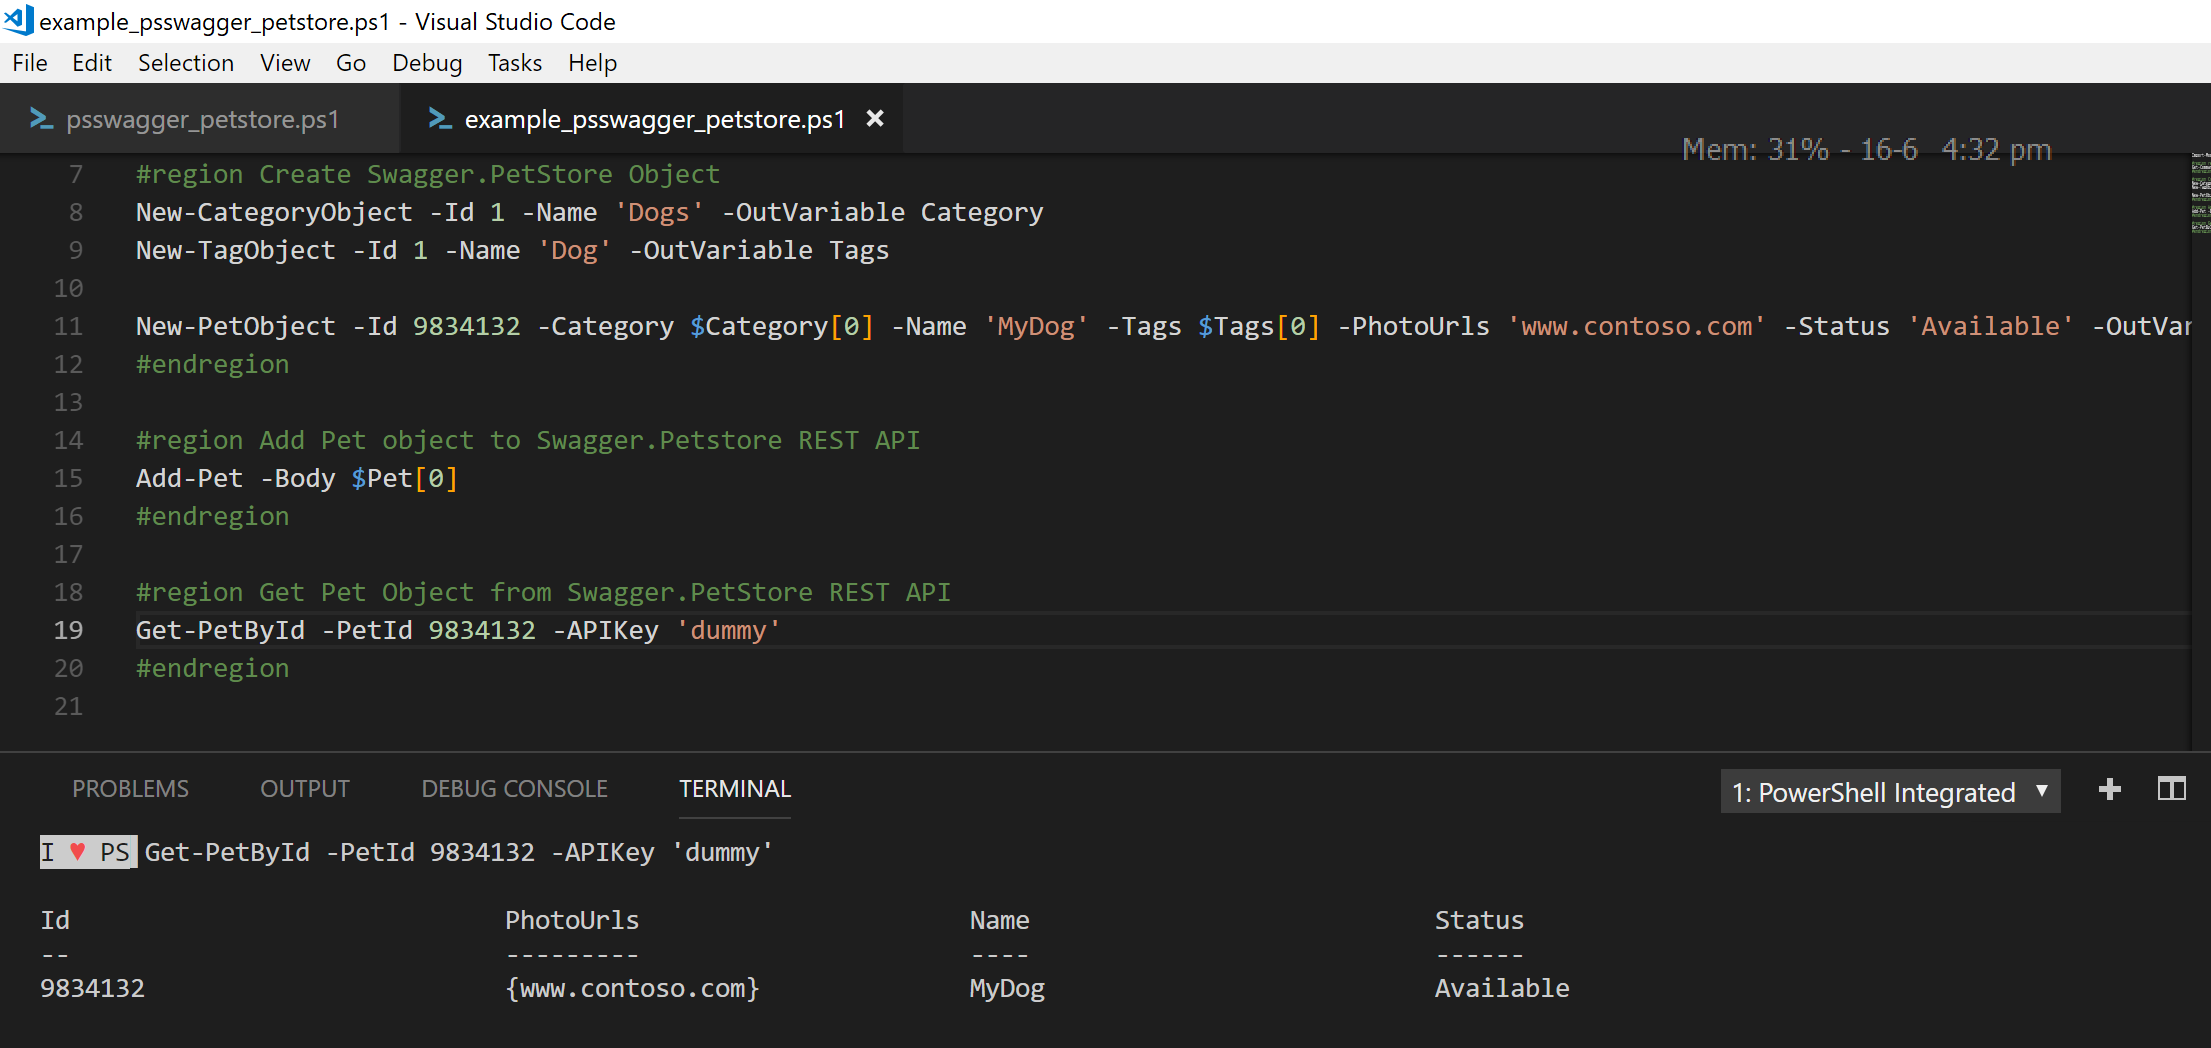 example_psswagger_petstore.ps1 - Visual Studio Code
File Edit Selection View Go Debug Tasks Help
psswagger_petstore.ps1 example_psswagger_petstore.ps1
Mem: 31% - 16-6 4:32 pm
7 #region Create Swagger.PetStore Object
8 New-CategoryObject -Id 1 -Name 'Dogs' -OutVariable Category
9 New-TagObject -Id 1 -Name 'Dog' -OutVariable Tags
10
11 New-PetObject -Id 9834132 -Category $Category[0] -Name 'MyDog' -Tags $Tags[0] -PhotoUrls 'www.contoso.com' -Status 'Available' -OutVar
12 #endregion
13
14 #region Add Pet object to Swagger.Petstore REST API
15 Add-Pet -Body $Pet[0]
16 #endregion
17
18 #region Get Pet Object from Swagger.PetStore REST API
19 Get-PetById -PetId 9834132 -APIKey 'dummy'
20 #endregion
21
PROBLEMS OUTPUT DEBUG CONSOLE TERMINAL 1: PowerShell Integrated
I ♥ PS Get-PetById -PetId 9834132 -APIKey 'dummy'
Id PhotoUrls Name Status
-- --------- ---- ------
9834132 {www.contoso.com} MyDog Available